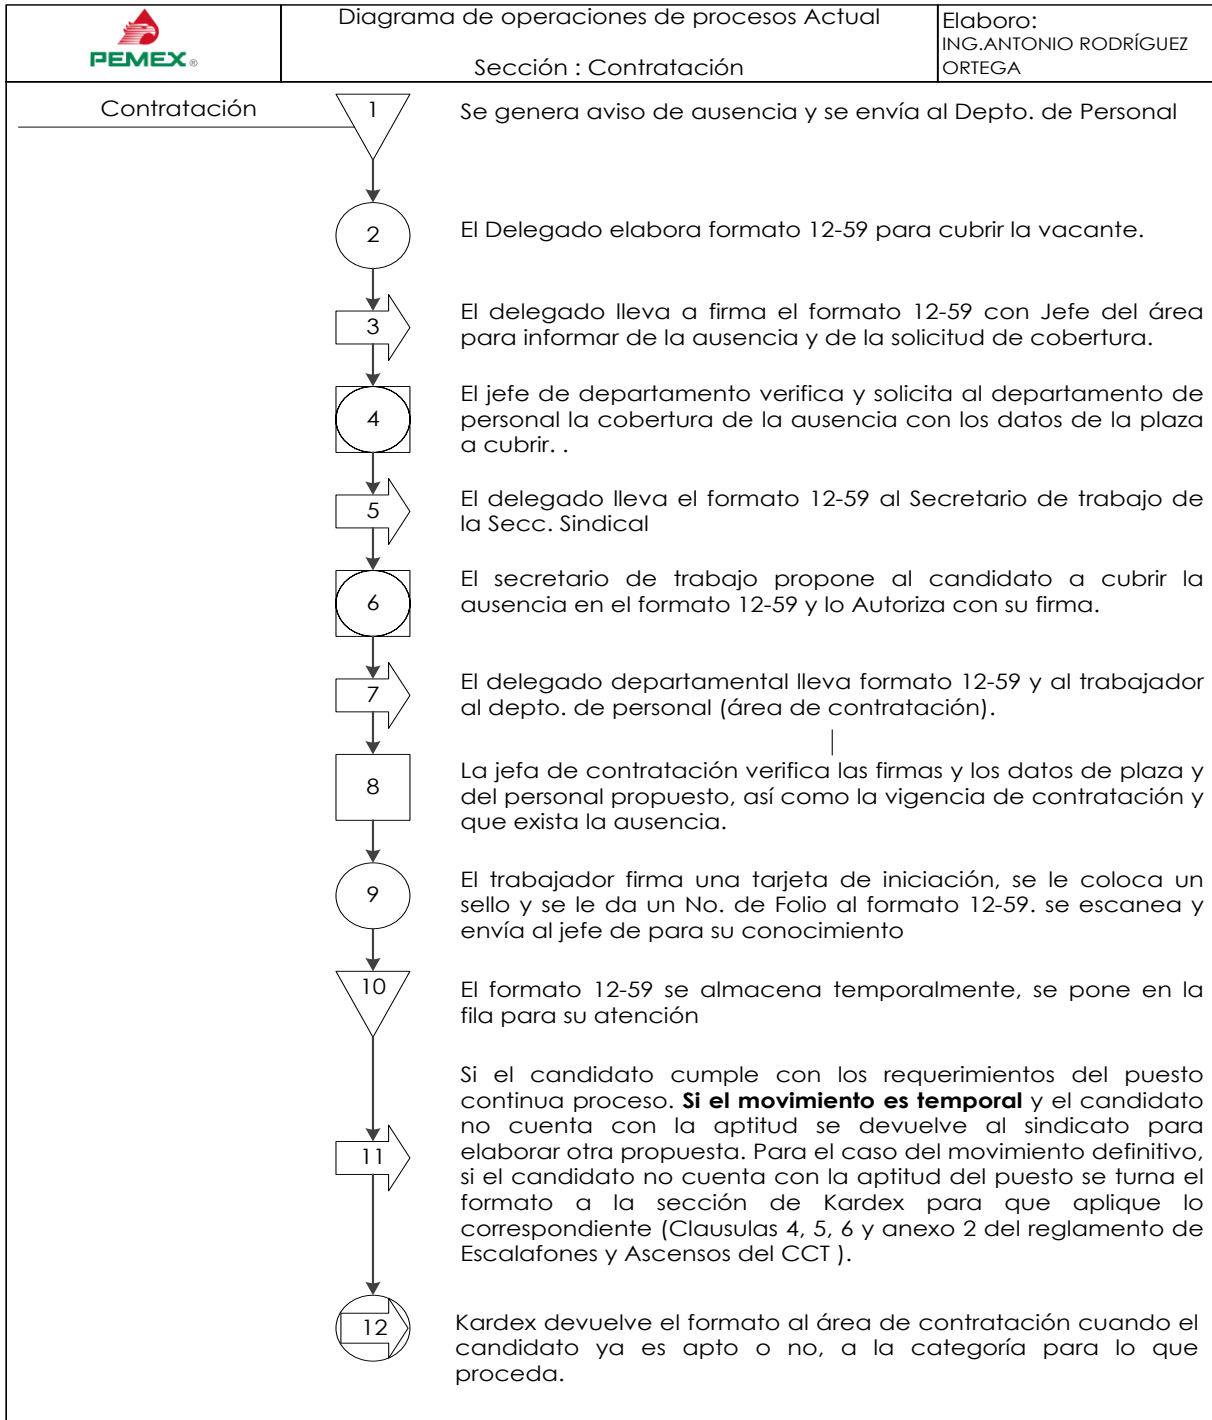 PEMEX®
Diagrama de operaciones de procesos Actual
Sección : Contratación
Elaboro:
ING.ANTONIO RODRÍGUEZ
ORTEGA
Contratación
1
Se genera aviso de ausencia y se envía al Depto. de Personal
2
El Delegado elabora formato 12-59 para cubrir la vacante.
3
El delegado lleva a firma el formato 12-59 con Jefe del área
para informar de la ausencia y de la solicitud de cobertura.
4
El jefe de departamento verifica y solicita al departamento de
personal la cobertura de la ausencia con los datos de la plaza
a cubrir. .
5
El delegado lleva el formato 12-59 al Secretario de trabajo de
la Secc. Sindical
6
El secretario de trabajo propone al candidato a cubrir la
ausencia en el formato 12-59 y lo Autoriza con su firma.
7
El delegado departamental lleva formato 12-59 y al trabajador
al depto. de personal (área de contratación).
8
La jefa de contratación verifica las firmas y los datos de plaza y
del personal propuesto, así como la vigencia de contratación y
que exista la ausencia.
9
El trabajador firma una tarjeta de iniciación, se le coloca un
sello y se le da un No. de Folio al formato 12-59. se escanea y
envía al jefe de para su conocimiento
10
El formato 12-59 se almacena temporalmente, se pone en la
fila para su atención
11
Si el candidato cumple con los requerimientos del puesto
continua proceso. Si el movimiento es temporal y el candidato
no cuenta con la aptitud se devuelve al sindicato para
elaborar otra propuesta. Para el caso del movimiento definitivo,
si el candidato no cuenta con la aptitud del puesto se turna el
formato a la sección de Kardex para que aplique lo
correspondiente (Clausulas 4, 5, 6 y anexo 2 del reglamento de
Escalafones y Ascensos del CCT ).
12
Kardex devuelve el formato al área de contratación cuando el
candidato ya es apto o no, a la categoría para lo que
proceda.